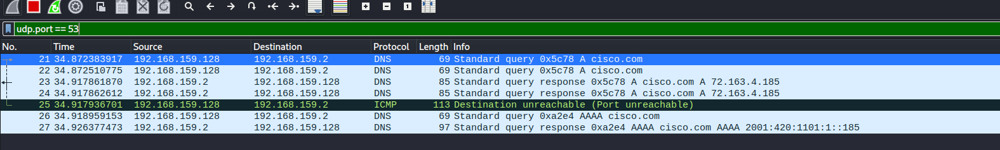 udp.port == 53
No. Time Source Destination Protocol Length Info
21 34.872383917 192.168.159.128 192.168.159.2 DNS 69 Standard query 0x5c78 A cisco.com
22 34.872510775 192.168.159.128 192.168.159.2 DNS 69 Standard query 0x5c78 A cisco.com
23 34.917861870 192.168.159.2 192.168.159.128 DNS 85 Standard query response 0x5c78 A cisco.com A 72.163.4.185
24 34.917862612 192.168.159.2 192.168.159.128 DNS 85 Standard query response 0x5c78 A cisco.com A 72.163.4.185
25 34.917936701 192.168.159.128 192.168.159.2 ICMP 113 Destination unreachable (Port unreachable)
26 34.918959153 192.168.159.128 192.168.159.2 DNS 69 Standard query 0xa2e4 AAAA cisco.com
27 34.926377473 192.168.159.2 192.168.159.128 DNS 97 Standard query response 0xa2e4 AAAA cisco.com AAAA 2001:420:1101:1::185